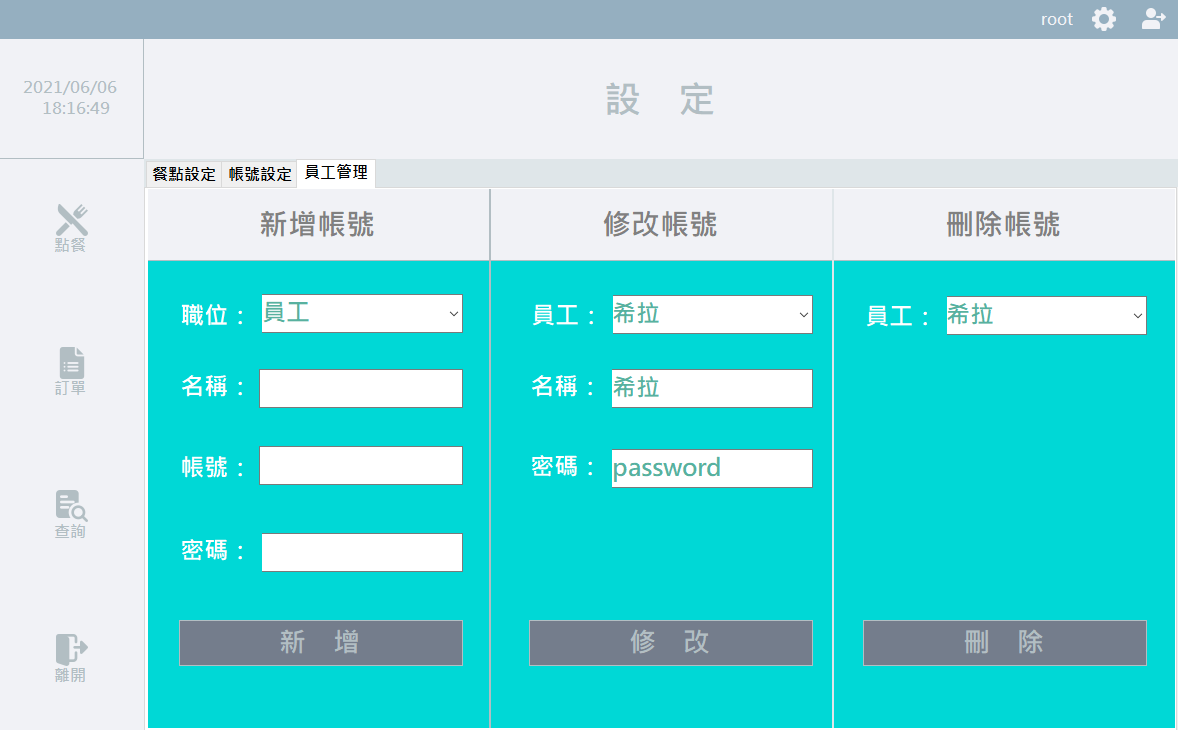 root
2021/06/06
18:16:49
設 定
餐點設定 帳號設定 員工管理
點餐
訂單
查詢
離開
新增帳號
職位：員工
名稱：
帳號：
密碼：
新 增
修改帳號
員工：希拉
名稱：希拉
密碼：password
修 改
刪除帳號
員工：希拉
刪 除